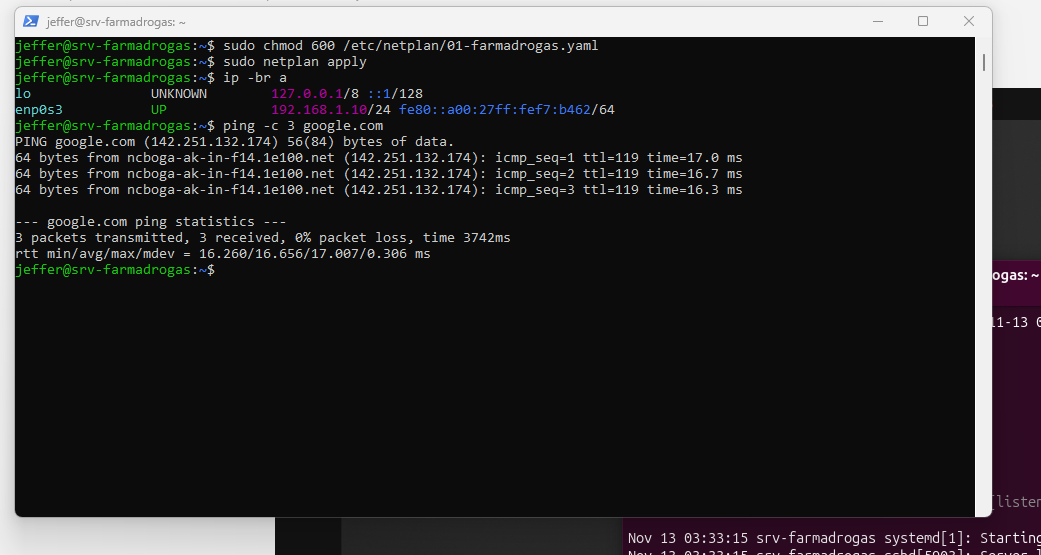 jeffer@srv-farmadrogas: ~
jeffer@srv-farmadrogas:~$ sudo chmod 600 /etc/netplan/01-farmadrogas.yaml
jeffer@srv-farmadrogas:~$ sudo netplan apply
jeffer@srv-farmadrogas:~$ ip -br a
lo UNKNOWN 127.0.0.1/8 ::1/128
enp0s3 UP 192.168.1.10/24 fe80::a00:27ff:fef7:b462/64
jeffer@srv-farmadrogas:~$ ping -c 3 google.com
PING google.com (142.251.132.174) 56(84) bytes of data.
64 bytes from ncboga-ak-in-f14.1e100.net (142.251.132.174): icmp_seq=1 ttl=119 time=17.0 ms
64 bytes from ncboga-ak-in-f14.1e100.net (142.251.132.174): icmp_seq=2 ttl=119 time=16.7 ms
64 bytes from ncboga-ak-in-f14.1e100.net (142.251.132.174): icmp_seq=3 ttl=119 time=16.3 ms
--- google.com ping statistics ---
3 packets transmitted, 3 received, 0% packet loss, time 3742ms
rtt min/avg/max/mdev = 16.260/16.656/17.007/0.306 ms
jeffer@srv-farmadrogas:~$
ogas: ~
11-13 0
[listen
Nov 13 03:33:15 srv-farmadrogas systemd[1]: Starting